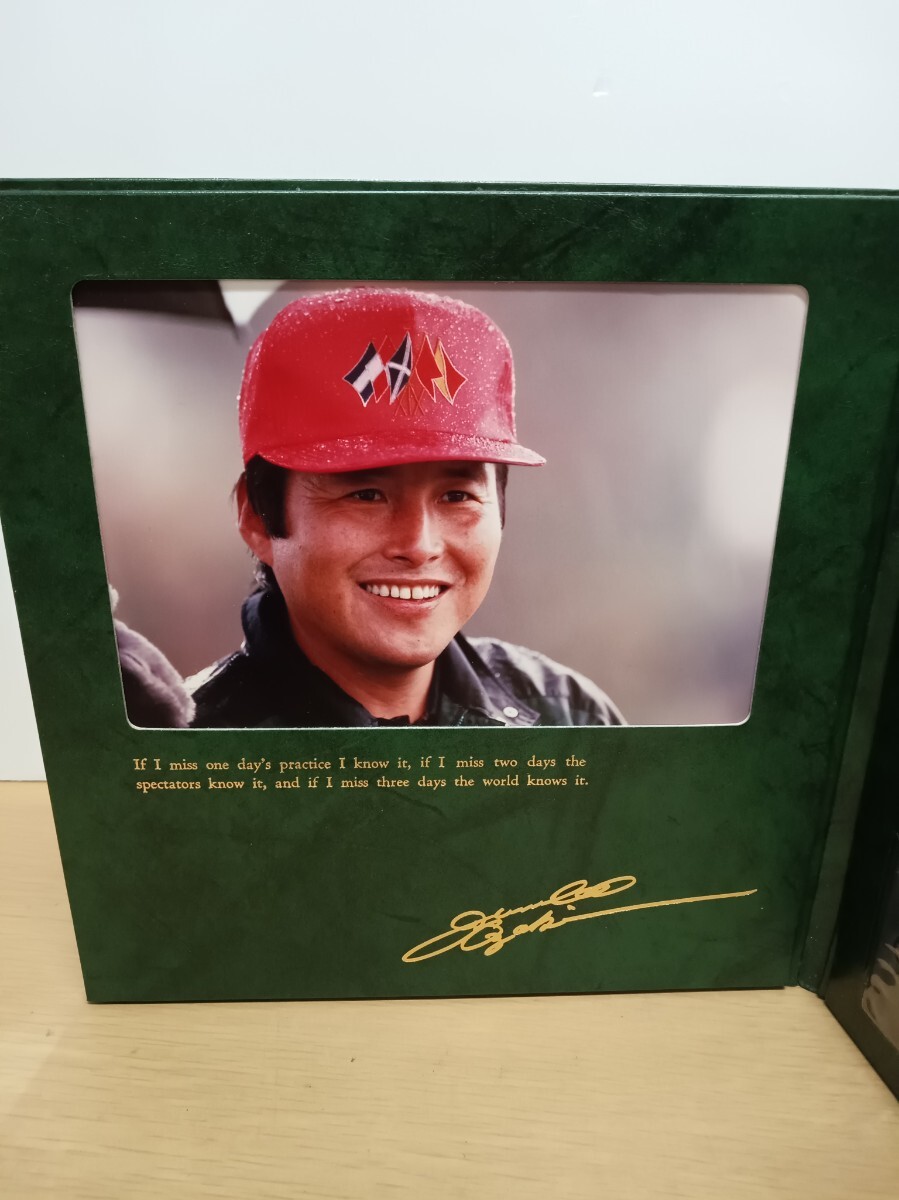 If I miss one day's practice I know it, if I miss two days the
spectators know it, and if I miss three days the world knows it.
Ozaki